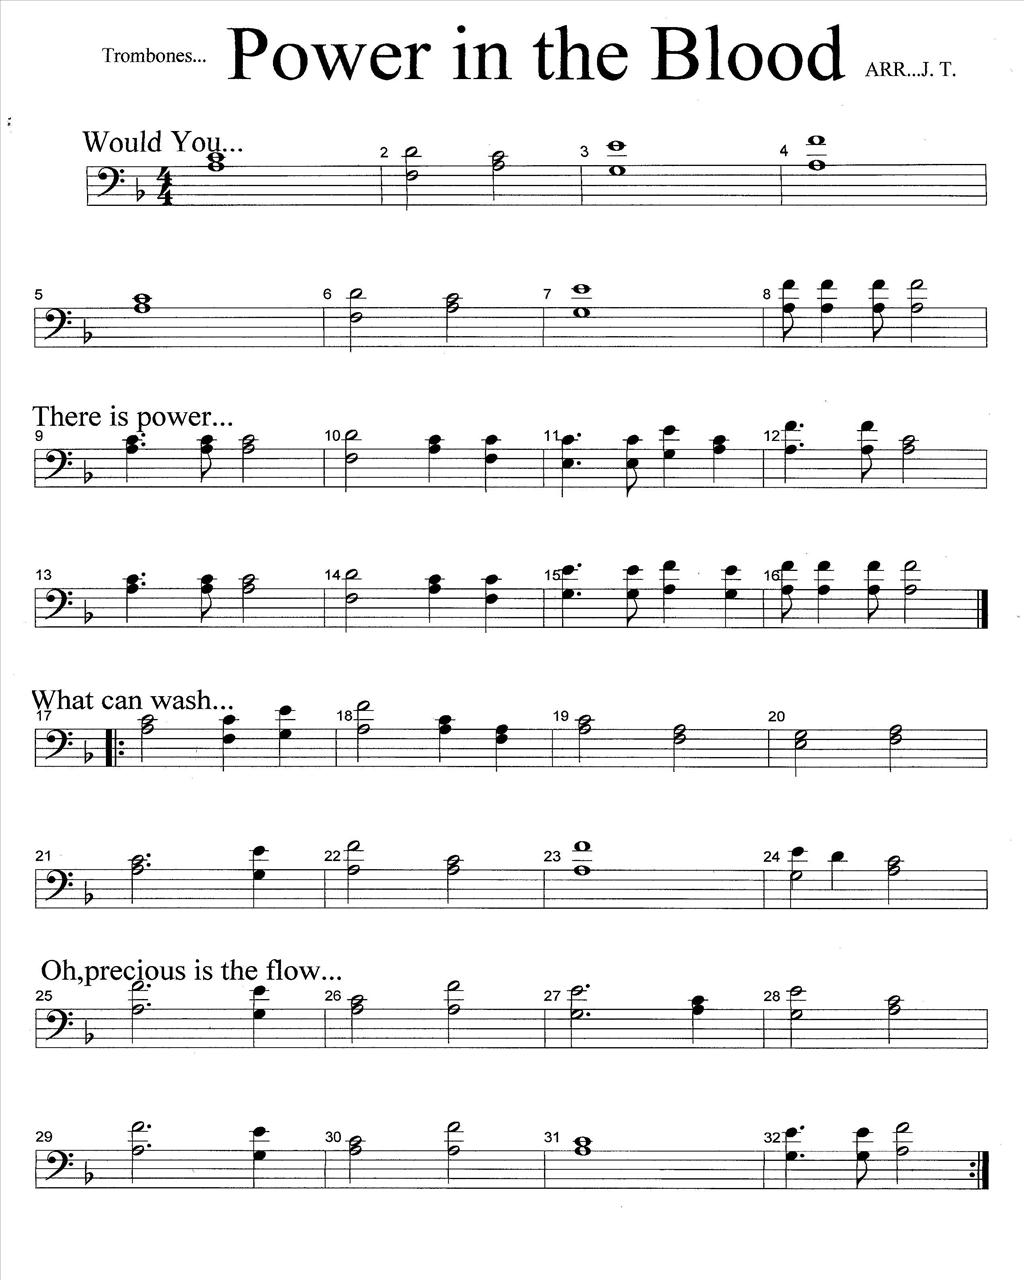 Trombones... Power in the Blood ARR...J. T.
Would You...
2 3 4
4
4
5 6 7 8
There is power...
9 10 11 12
13 14 15 16
What can wash...
17 18 19 20
21 22 23 24
Oh,precious is the flow...
25 26 27 28
29 30 31 32